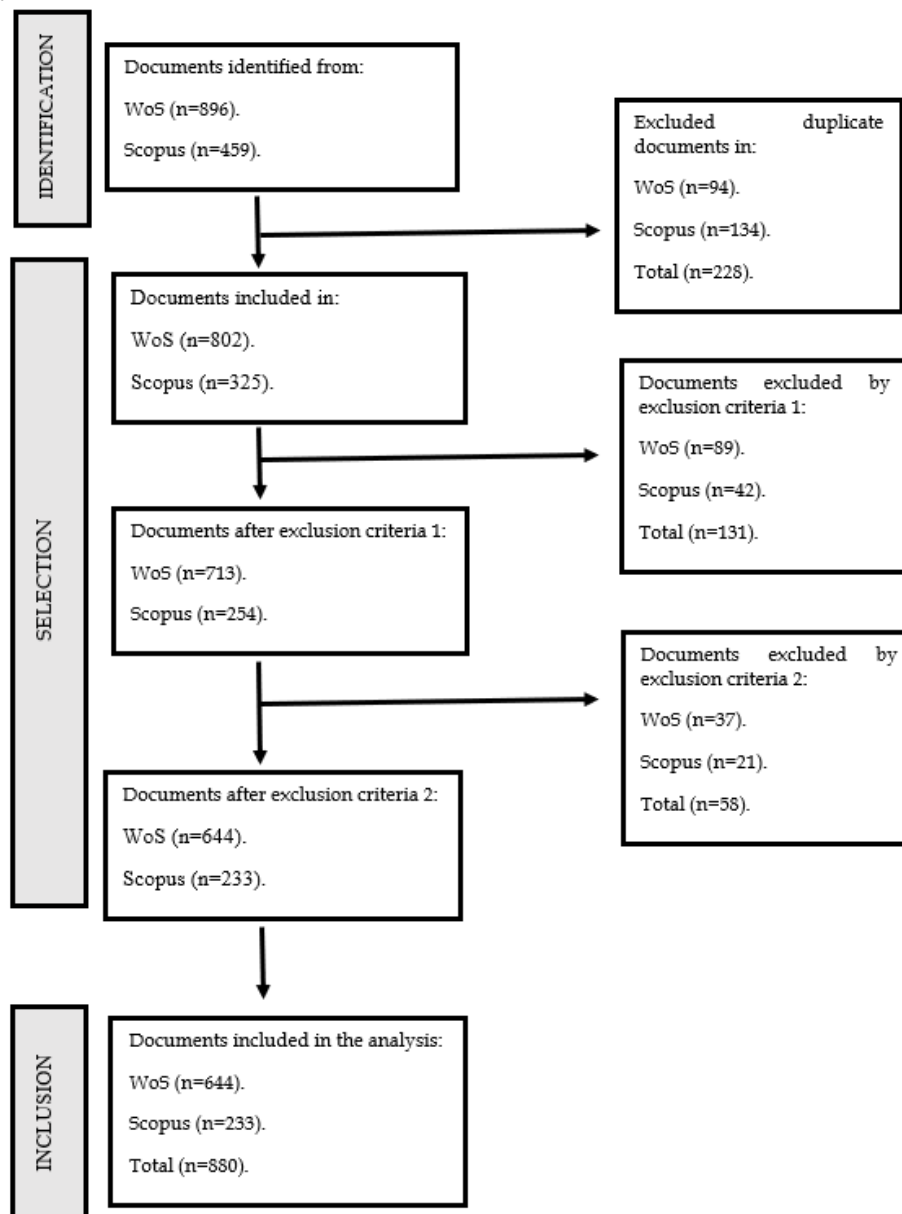 IDENTIFICATION
Documents identified from:
WoS (n=896).
Scopus (n=459).
Excluded duplicate
documents in:
WoS (n=94).
Scopus (n=134).
Total (n=228).
SELECTION
Documents included in:
WoS (n=802).
Scopus (n=325).
Documents excluded by
exclusion criteria 1:
WoS (n=89).
Scopus (n=42).
Total (n=131).
Documents after exclusion criteria 1:
WoS (n=713).
Scopus (n=254).
Documents excluded by
exclusion criteria 2:
WoS (n=37).
Scopus (n=21).
Total (n=58).
Documents after exclusion criteria 2:
WoS (n=644).
Scopus (n=233).
INCLUSION
Documents included in the analysis:
WoS (n=644).
Scopus (n=233).
Total (n=880).